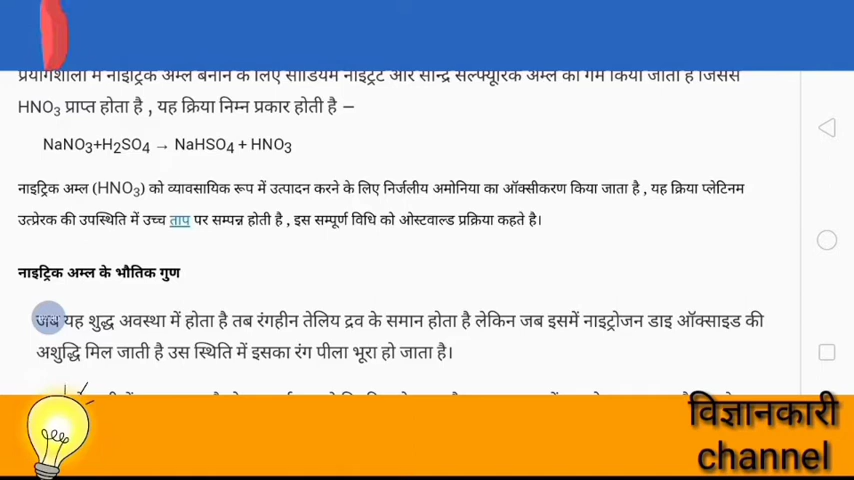 प्रयोगशाला में नाइट्रिक अम्ल बनाने के लिए सोडियम नाइट्रेट और सान्द्र सल्फ्यूरिक अम्ल को गर्म किया जाता है जिससे
HNO₃ प्राप्त होता है , यह क्रिया निम्न प्रकार होती है –
NaNO₃+H₂SO₄ → NaHSO₄ + HNO₃
नाइट्रिक अम्ल (HNO₃) को व्यावसायिक रूप में उत्पादन करने के लिए निर्जलीय अमोनिया का ऑक्सीकरण किया जाता है , यह क्रिया प्लेटिनम
उत्प्रेरक की उपस्थिति में उच्च ताप पर सम्पन्न होती है , इस सम्पूर्ण विधि को ओस्टवाल्ड प्रक्रिया कहते है।
नाइट्रिक अम्ल के भौतिक गुण
जब यह शुद्ध अवस्था में होता है तब रंगहीन तेलिय द्रव के समान होता है लेकिन जब इसमें नाइट्रोजन डाइ ऑक्साइड की
अशुद्धि मिल जाती है उस स्थिति में इसका रंग पीला भूरा हो जाता है।
विज्ञानकारी
channel